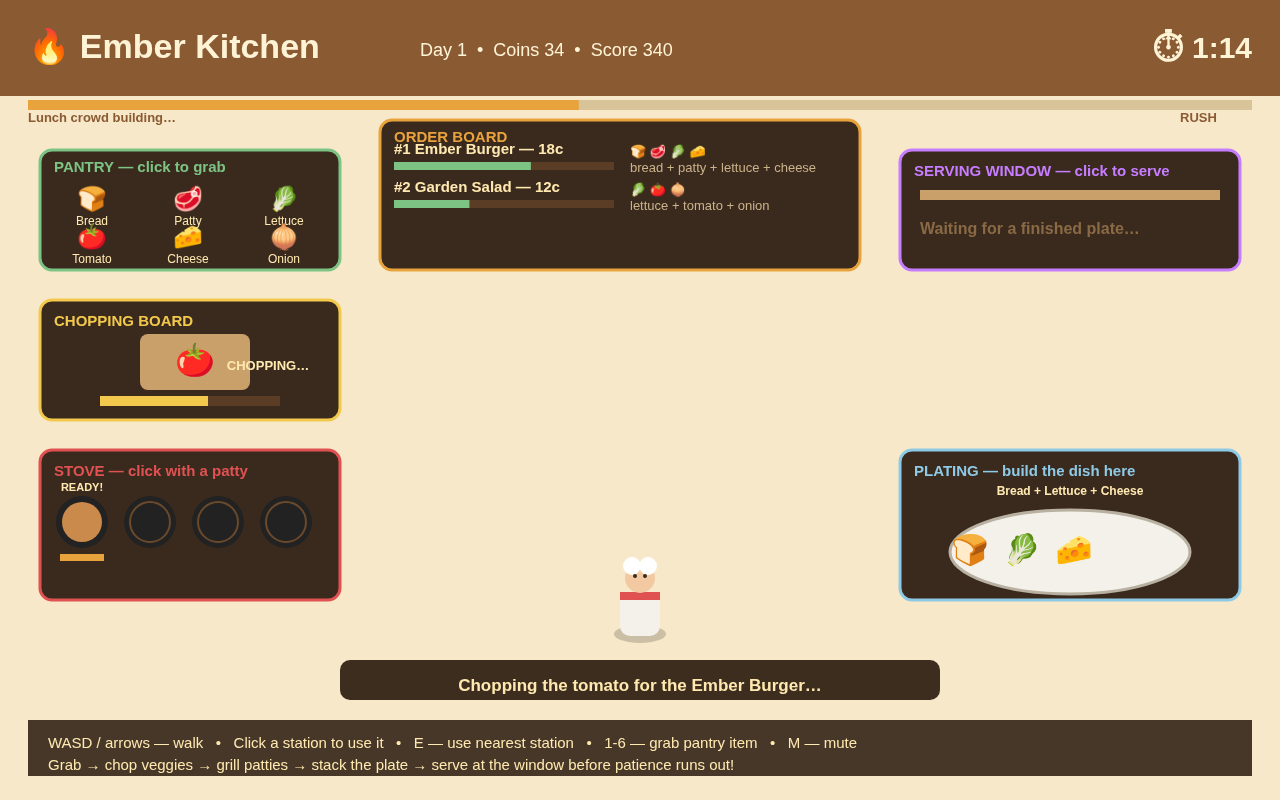 Ember Kitchen
Day 1 • Coins 34 • Score 340
1:14
Lunch crowd building…
RUSH
PANTRY — click to grab
Bread Patty Lettuce
Tomato Cheese Onion
ORDER BOARD
#1 Ember Burger — 18c
bread + patty + lettuce + cheese
#2 Garden Salad — 12c
lettuce + tomato + onion
SERVING WINDOW — click to serve
Waiting for a finished plate…
CHOPPING BOARD
CHOPPING…
STOVE — click with a patty
READY!
PLATING — build the dish here
Bread + Lettuce + Cheese
Chopping the tomato for the Ember Burger…
WASD / arrows — walk • Click a station to use it • E — use nearest station • 1-6 — grab pantry item • M — mute
Grab → chop veggies → grill patties → stack the plate → serve at the window before patience runs out!